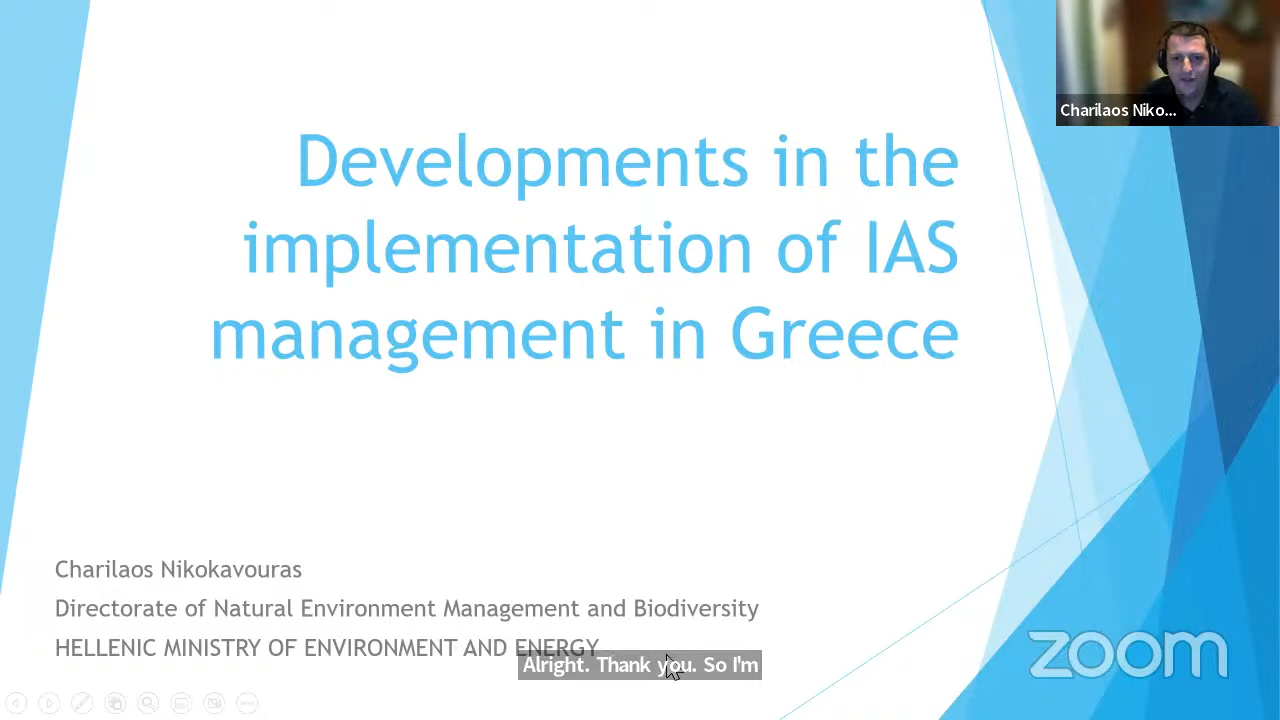 Charilaos Niko...
Developments in the
implementation of IAS
management in Greece
Charilaos Nikokavouras
Directorate of Natural Environment Management and Biodiversity
HELLENIC MINISTRY OF ENVIRONMENT AND ENERGY
Alright. Thank you. So I'm
zoom